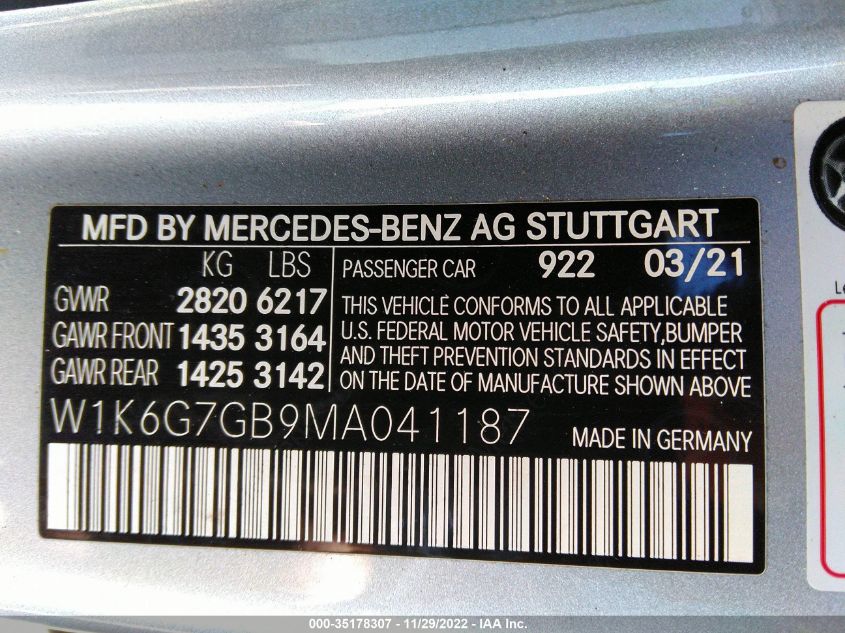 MFD BY MERCEDES-BENZ AG STUTTGART
KG LBS
GVWR 2820 6217
GAWR FRONT 1435 3164
GAWR REAR 1425 3142
PASSENGER CAR 922 03/21
THIS VEHICLE CONFORMS TO ALL APPLICABLE
U.S. FEDERAL MOTOR VEHICLE SAFETY,BUMPER
AND THEFT PREVENTION STANDARDS IN EFFECT
ON THE DATE OF MANUFACTURE SHOWN ABOVE
W1K6G7GB9MA041187
MADE IN GERMANY
000-35178307 - 11/29/2022 - IAA Inc.